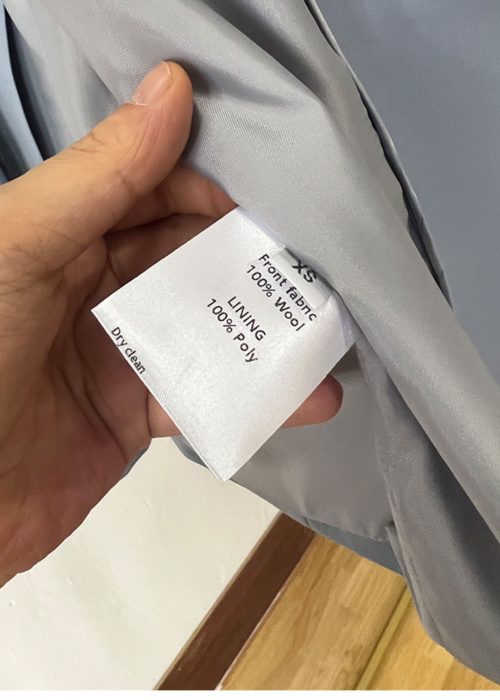 XS
Front fabric
100% Wool
LINING
100% Poly
Dry clean